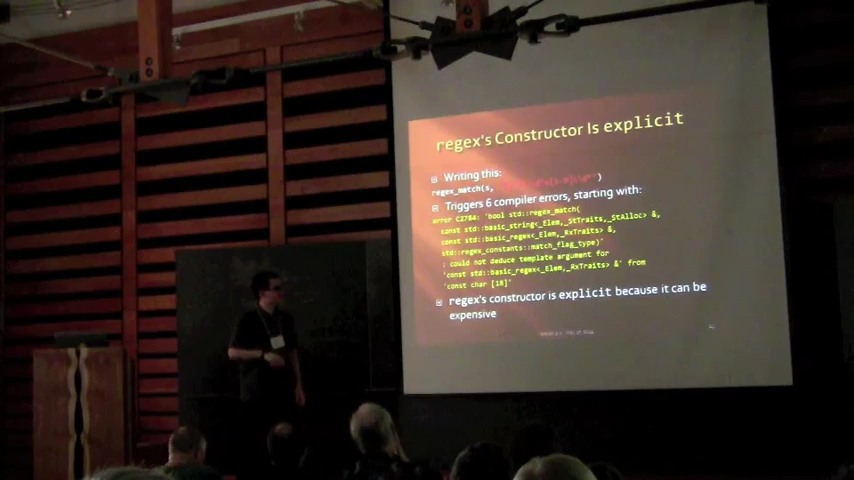 regex's Constructor Is explicit
Writing this:
regex_match(s, )
Triggers 6 compiler errors, starting with:
error C2784: 'bool std::regex_match(
const std::basic_string<_Elem,_StTraits,_StAlloc> &,
const std::basic_regex<_Elem,_RxTraits> &,
std::regex_constants::match_flag_type)'
: could not deduce template argument for
'const std::basic_regex<_Elem,_RxTraits> &' from
'const char [18]'
regex's constructor is explicit because it can be
expensive